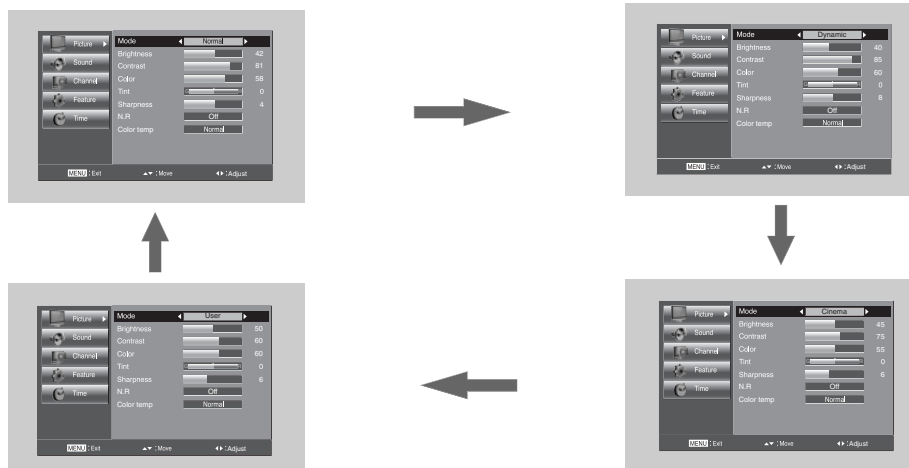 Picture
Sound
Channel
Feature
Time
Mode Normal
Brightness 42
Contrast 81
Color 58
Tint 0
Sharpness 4
N.R Off
Color temp Normal
MENU : Exit :Move :Adjust
Picture
Sound
Channel
Feature
Time
Mode Dynamic
Brightness 40
Contrast 85
Color 60
Tint 0
Sharpness 8
N.R Off
Color temp Normal
MENU : Exit :Move :Adjust
Picture
Sound
Channel
Feature
Time
Mode User
Brightness 50
Contrast 60
Color 60
Tint 0
Sharpness 6
N.R Off
Color temp Normal
MENU : Exit :Move :Adjust
Picture
Sound
Channel
Feature
Time
Mode Cinema
Brightness 45
Contrast 75
Color 55
Tint 0
Sharpness 6
N.R Off
Color temp Normal
MENU : Exit :Move :Adjust